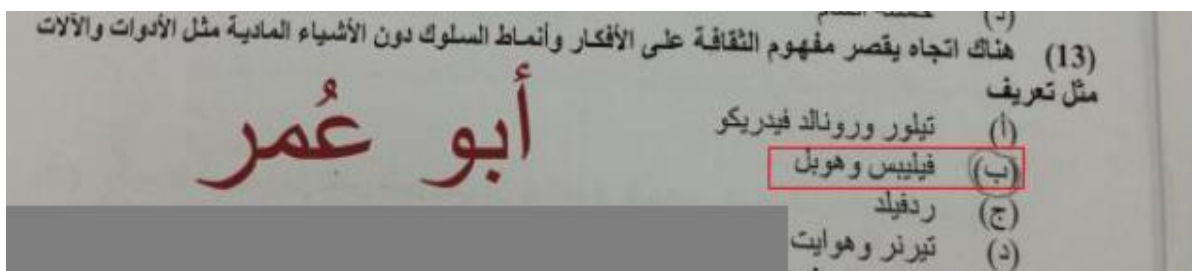 (د)
(13) هناك اتجاه يقصر مفهوم الثقافة على الأفكار وأنماط السلوك دون الأشياء المادية مثل الأدوات والآلات
مثل تعريف
(أ) تيلور ورونالد فيدريكو
(ب) فيليبس وهوبل
(ج) ردفيلد
(د) تيرنر وهوايت
أبو عُمر